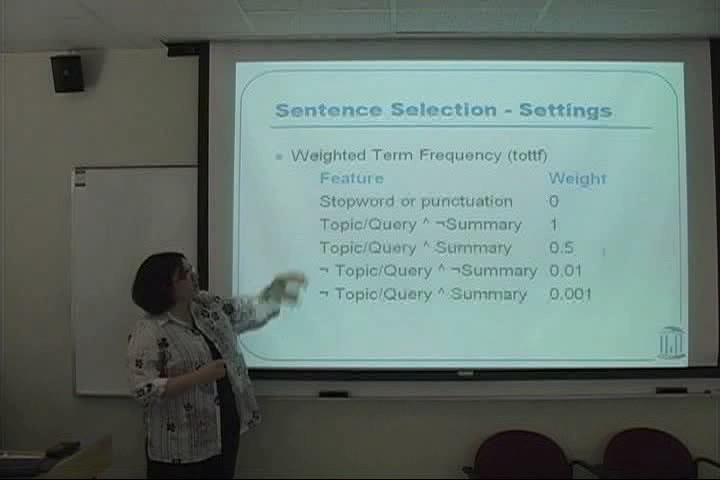 Sentence Selection - Settings
Weighted Term Frequency (tottf)
Feature Weight
Stopword or punctuation 0
Topic/Query ^ ¬Summary 1
Topic/Query ^ Summary 0.5
¬ Topic/Query ^ ¬Summary 0.01
¬ Topic/Query ^ Summary 0.001